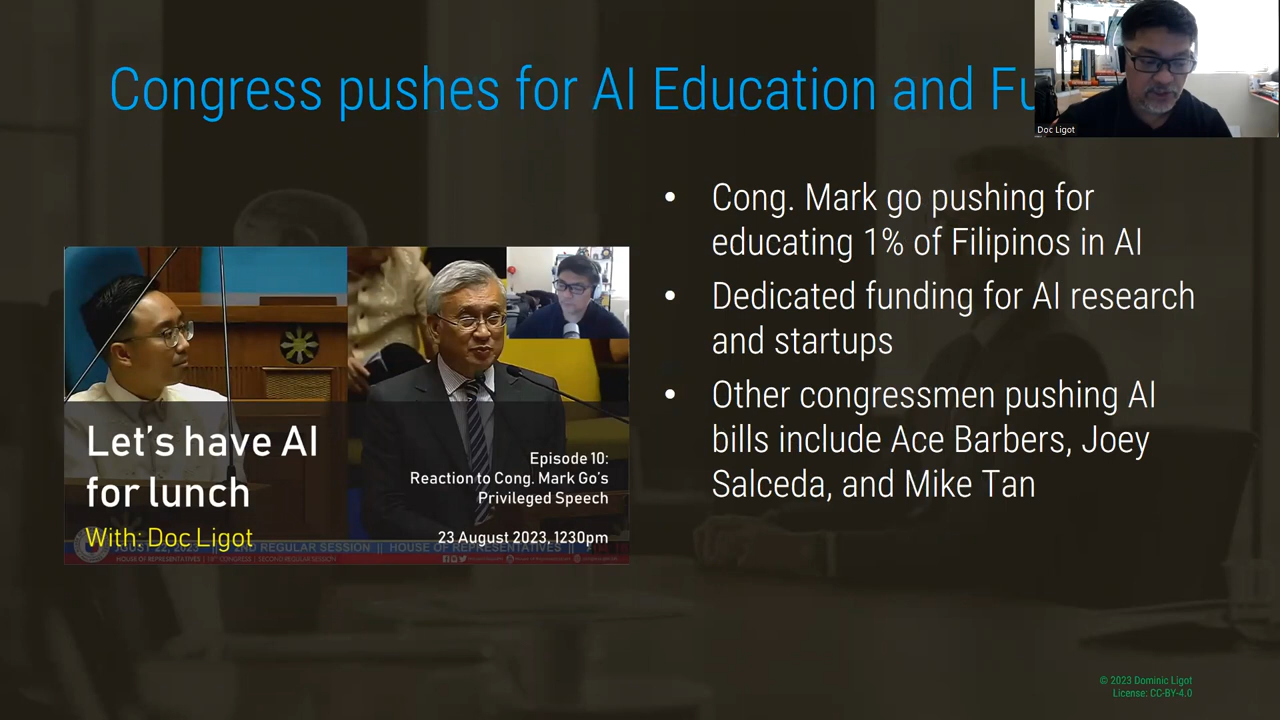 Congress pushes for AI Education and Fu
Doc Ligot
• Cong. Mark go pushing for
educating 1% of Filipinos in AI
• Dedicated funding for AI research
and startups
• Other congressmen pushing AI
bills include Ace Barbers, Joey
Salceda, and Mike Tan
Let's have AI
for lunch
With: Doc Ligot
Episode 10:
Reaction to Cong. Mark Go's
Privileged Speech
23 August 2023, 1230pm
2ND REGULAR SESSION || HOUSE OF REPRESENTATIVES ||
© 2023 Dominic Ligot
License: CC-BY-4.0